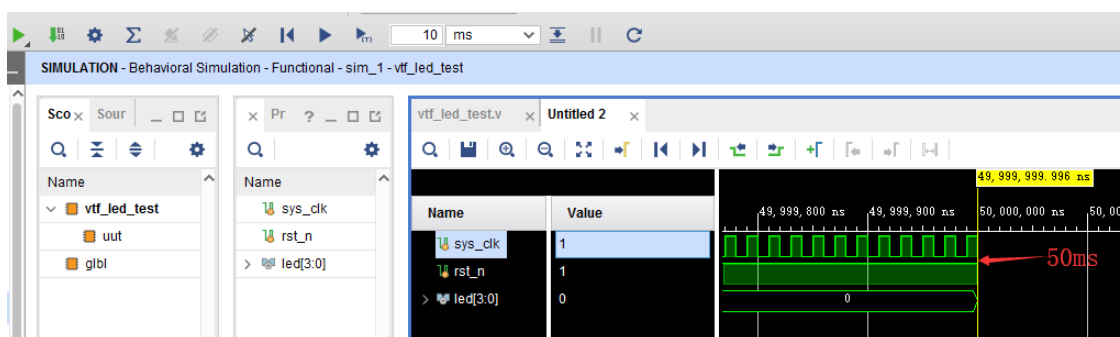 10 ms
SIMULATION - Behavioral Simulation - Functional - sim_1 - vtf_led_test
Sco Sour
Pr ?
vtf_led_test.v Untitled 2
Name
Name
vtf_led_test
uut
glbl
sys_clk
rst_n
led[3:0]
Name Value
sys_clk 1
rst_n 1
led[3:0] 0
49,999,999.996 ns
49,999,800 ns 49,999,900 ns 50,000,000 ns 50,00
50ms
0